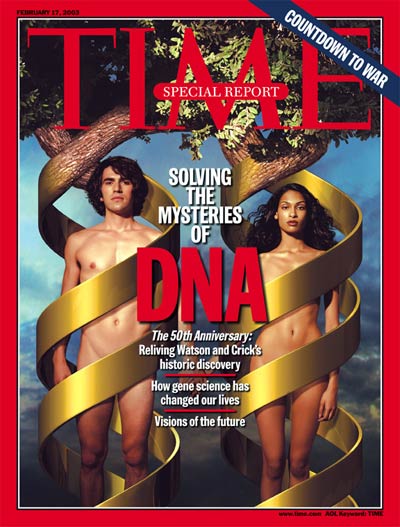 FEBRUARY 17, 2003
COUNTDOWN TO WAR
TIME
SPECIAL REPORT
SOLVING
THE
MYSTERIES
OF
DNA
The 50th Anniversary:
Reliving Watson and Crick's
historic discovery
How gene science has
changed our lives
Visions of the future
www.time.com AOL Keyword: TIME